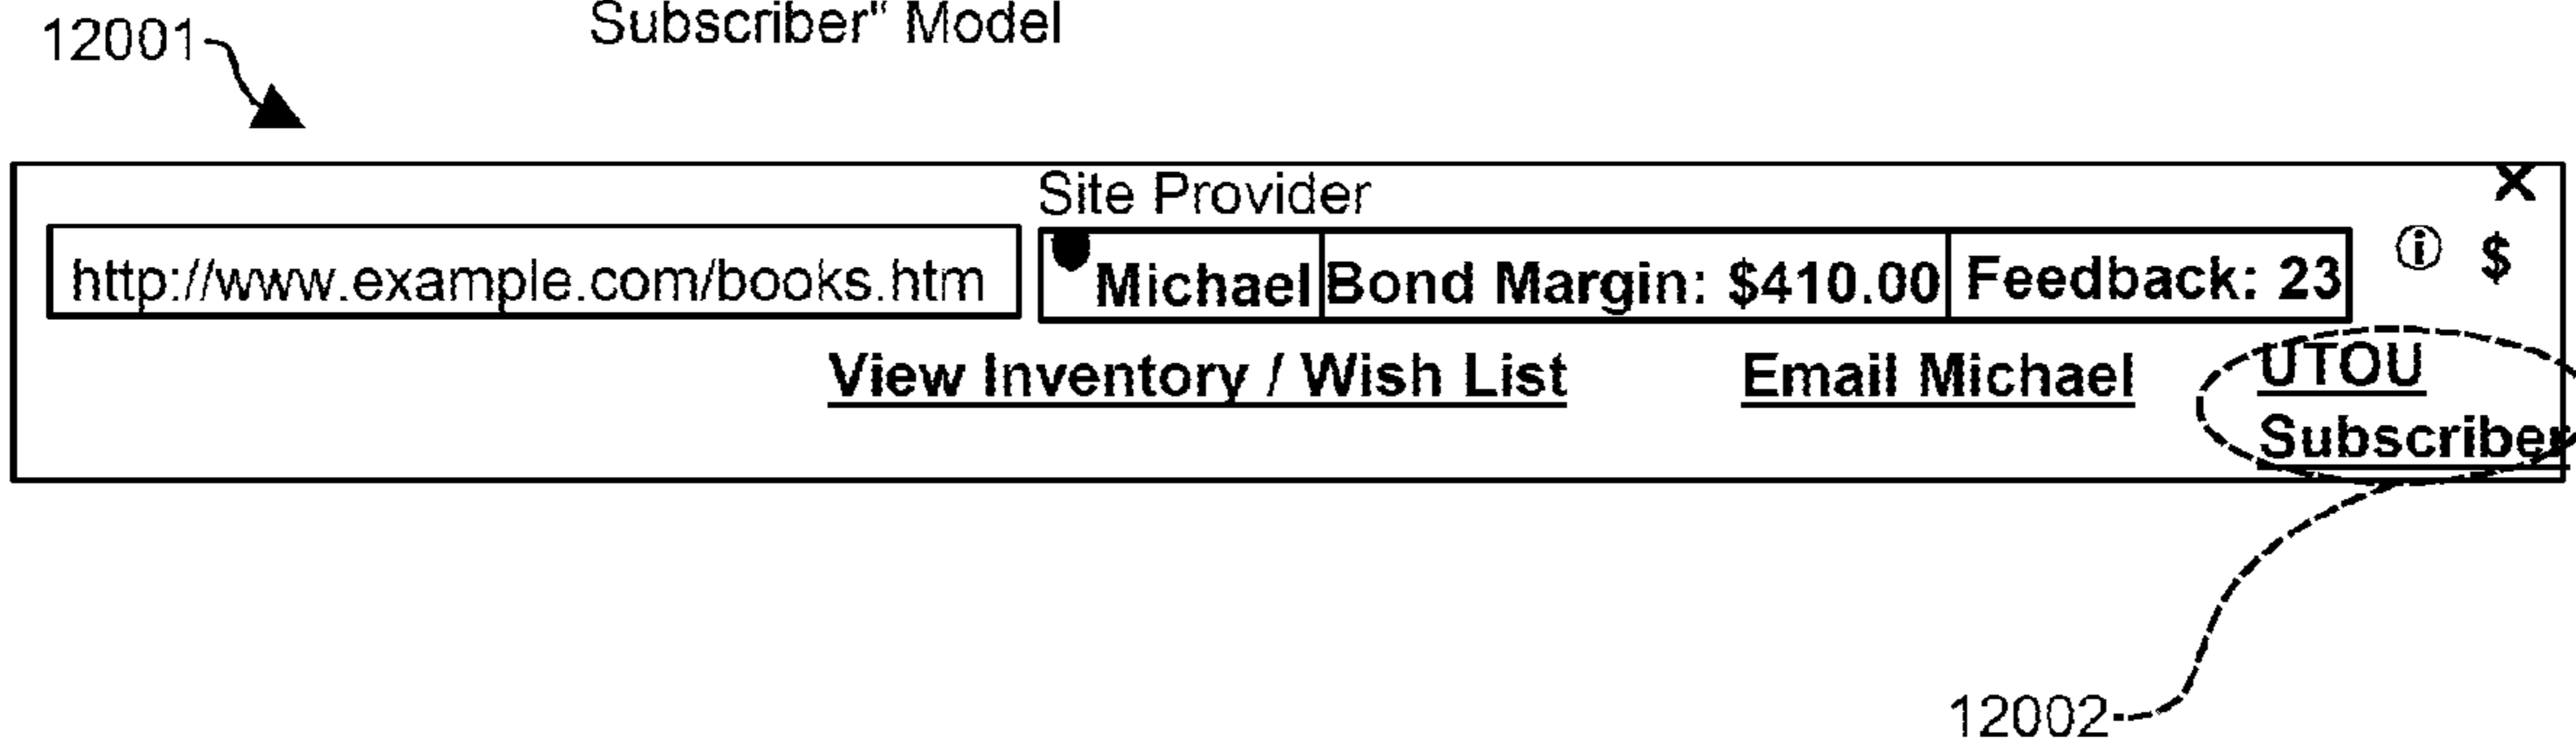 Subscriber" Model
12001
Site Provider
X
http://www.example.com/books.htm
Michael Bond Margin: $410.00 Feedback: 23
i $
View Inventory / Wish List
Email Michael
UTOU
Subscriber
12002